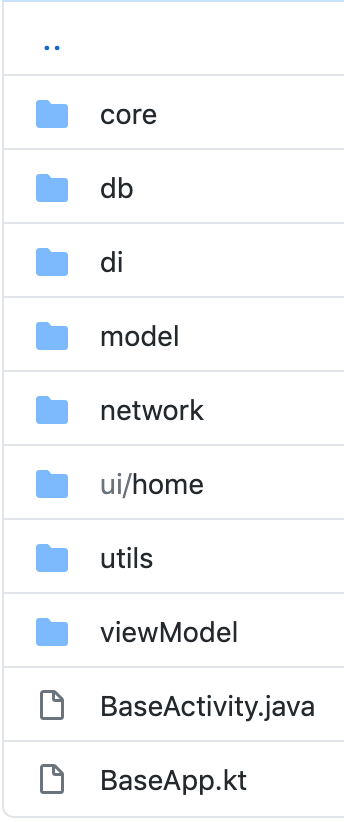 ..
core
db
di
model
network
ui/home
utils
viewModel
BaseActivity.java
BaseApp.kt